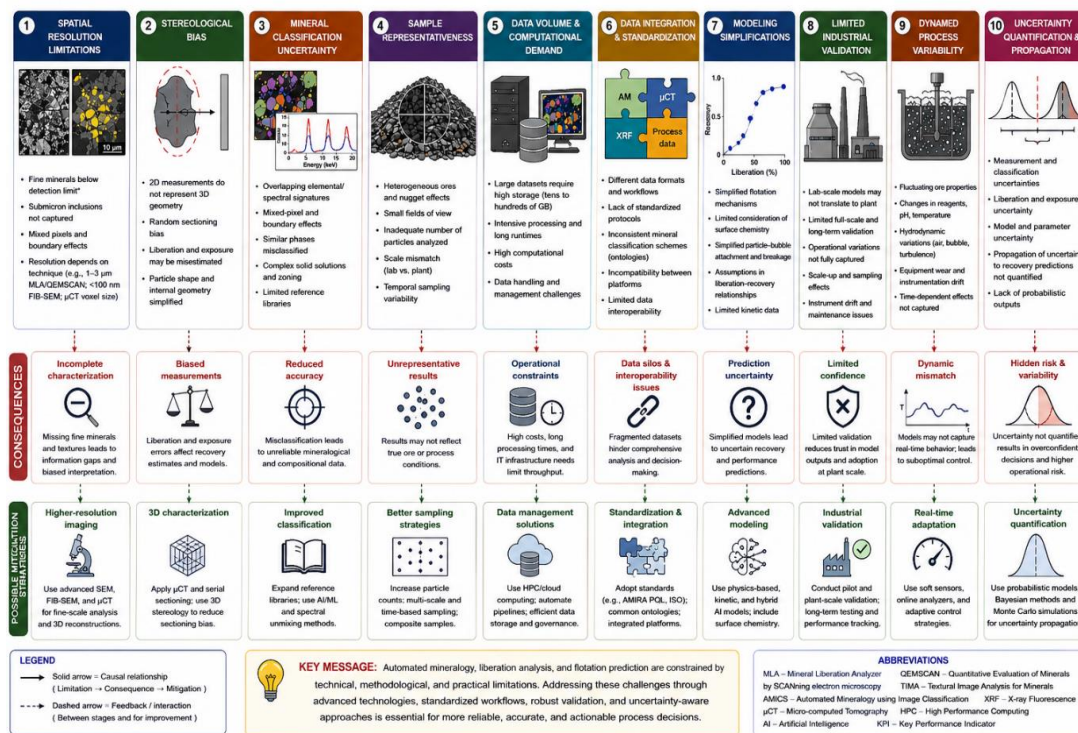 1 SPATIAL
RESOLUTION
LIMITATIONS
10 µm
• Fine minerals below
detection limit*
• Submicron inclusions
not captured
• Mixed pixels and
boundary effects
• Resolution depends on
technique (e.g., 1–3 µm
MLA/QEMSCAN; <100 nm
FIB-SEM; µCT voxel size)
2 STEREOLOGICAL
BIAS
• 2D measurements do
not represent 3D
geometry
• Random sectioning
bias
• Liberation and exposure
may be misestimated
• Particle shape and
internal geometry
simplified
3 MINERAL
CLASSIFICATION
UNCERTAINTY
0 5 10 15 20
Energy (keV)
• Overlapping elemental/
spectral signatures
• Mixed-pixel and
boundary effects
• Similar phases
misclassified
• Complex solid solutions
and zoning
• Limited reference
libraries
4 SAMPLE
REPRESENTATIVENESS
• Heterogeneous ores
and nugget effects
• Small fields of view
• Inadequate number of
particles analyzed
• Scale mismatch
(lab vs. plant)
• Temporal sampling
variability
5 DATA VOLUME &
COMPUTATIONAL
DEMAND
• Large datasets require
high storage (tens to
hundreds of GB)
• Intensive processing and
long runtimes
• High computational
costs
• Data handling and
management challenges
6 DATA INTEGRATION
& STANDARDIZATION
AM
µCT
XRF
Process
data
• Different data formats
and workflows
• Lack of standardized
protocols
• Inconsistent mineral
classification schemes
(ontologies)
• Incompatibility between
platforms
• Limited data
interoperability
7 MODELING
SIMPLIFICATIONS
1.0
0.5
0.0
0 50 100
Liberation (%)
• Simplified flotation
mechanisms
• Limited consideration of
surface chemistry
• Simplified particle–bubble
attachment and breakage
• Assumptions in
liberation–recovery
relationships
• Limited kinetic data
8 LIMITED
INDUSTRIAL
VALIDATION
• Lab-scale models may
not translate to plant
• Limited full-scale and
long-term validation
• Operational variations
not fully captured
• Scale-up and sampling
effects
• Instrument drift and
maintenance issues
9 DYNAMED
PROCESS
VARIABILITY
• Fluctuating ore properties
• Changes in reagents,
pH, temperature
• Hydrodynamic
variations (air, bubble,
turbulence)
• Equipment wear and
instrumentation drift
• Time-dependent effects
not captured
10 UNCERTAINTY
QUANTIFICATION &
PROPAGATION
• Measurement and
classification
uncertainties
• Liberation and exposure
uncertainty
• Model and parameter
uncertainty
• Propagation of uncertain
to recovery predictions
not quantified
• Lack of probabilistic
outputs
CONSEQUENCES
Incomplete
characterization
Missing fine minerals
and textures leads to
information gaps and
biased interpretation.
Biased
measurements
Liberation and exposure
errors affect recovery
estimates and models.
Reduced
accuracy
Misclassification leads
to unreliable mineralogical
and compositional data.
Unrepresentative
results
Results may not reflect
true ore or process
conditions.
Operational
constraints
High costs, long
processing times, and
IT infrastructure needs
limit throughput.
Data silos &
interoperability
issues
Fragmented datasets
hinder comprehensive
analysis and decision-
making.
Prediction
uncertainty
?
Simplified models lead
to uncertain recovery
and performance
predictions.
Limited
confidence
Limited validation
reduces trust in model
outputs and adoption
at plant scale.
Dynamic
mismatch
T
t
Models may not capture
real-time behavior; leads
to suboptimal control.
Hidden risk &
variability
Uncertainty not quantified
results in overconfident
decisions and higher
operational risk.
POSSIBLE
Higher-resolution
imaging
Use advanced SEM,
FIB-SEM, and µCT
for fine-scale analysis
and 3D reconstructions.
3D characterization
Apply µCT and serial
sectioning; use 3D
stereology to reduce
sectioning bias.
Improved
classification
Expand reference
libraries; use AI/ML
and spectral
unmixing methods.
Better sampling
strategies
Increase particle
counts; multi-scale and
time-based sampling;
composite samples.
Data management
solutions
Use HPC/cloud
computing; automate
pipelines; efficient data
storage and governance.
Standardization &
integration
Adopt standards
(e.g., AMIRA PQL, ISO);
common ontologies;
integrated platforms.
Advanced
modeling
Use physics-based,
kinetic, and hybrid
AI models; include
surface chemistry.
Industrial
validation
Conduct pilot and
plant-scale validation;
long-term testing and
performance tracking.
Real-time
adaptation
Use soft sensors,
online analyzers, and
adaptive control
strategies.
Uncertainty
quantification
Use probabilistic models,
Bayesian methods and
Monte Carlo simulations
for uncertainty propagation.
LEGEND
Solid arrow = Causal relationship
( Limitation → Consequence → Mitigation )
Dashed arrow = Feedback / interaction
( Between stages and for improvement )
KEY MESSAGE: Automated mineralogy, liberation analysis, and flotation prediction are constrained by
technical, methodological, and practical limitations. Addressing these challenges through
advanced technologies, standardized workflows, robust validation, and uncertainty-aware
approaches is essential for more reliable, accurate, and actionable process decisions.
ABBREVIATIONS
MLA – Mineral Liberation Analyzer QEMSCAN – Quantitative Evaluation of Minerals
by SCANning electron microscopy TIMA – Textural Image Analysis for Minerals
AMICS – Automated Mineralogy using Image Classification XRF – X-ray Fluorescence
µCT – Micro-computed Tomography HPC – High Performance Computing
AI – Artificial Intelligence KPI – Key Performance Indicator